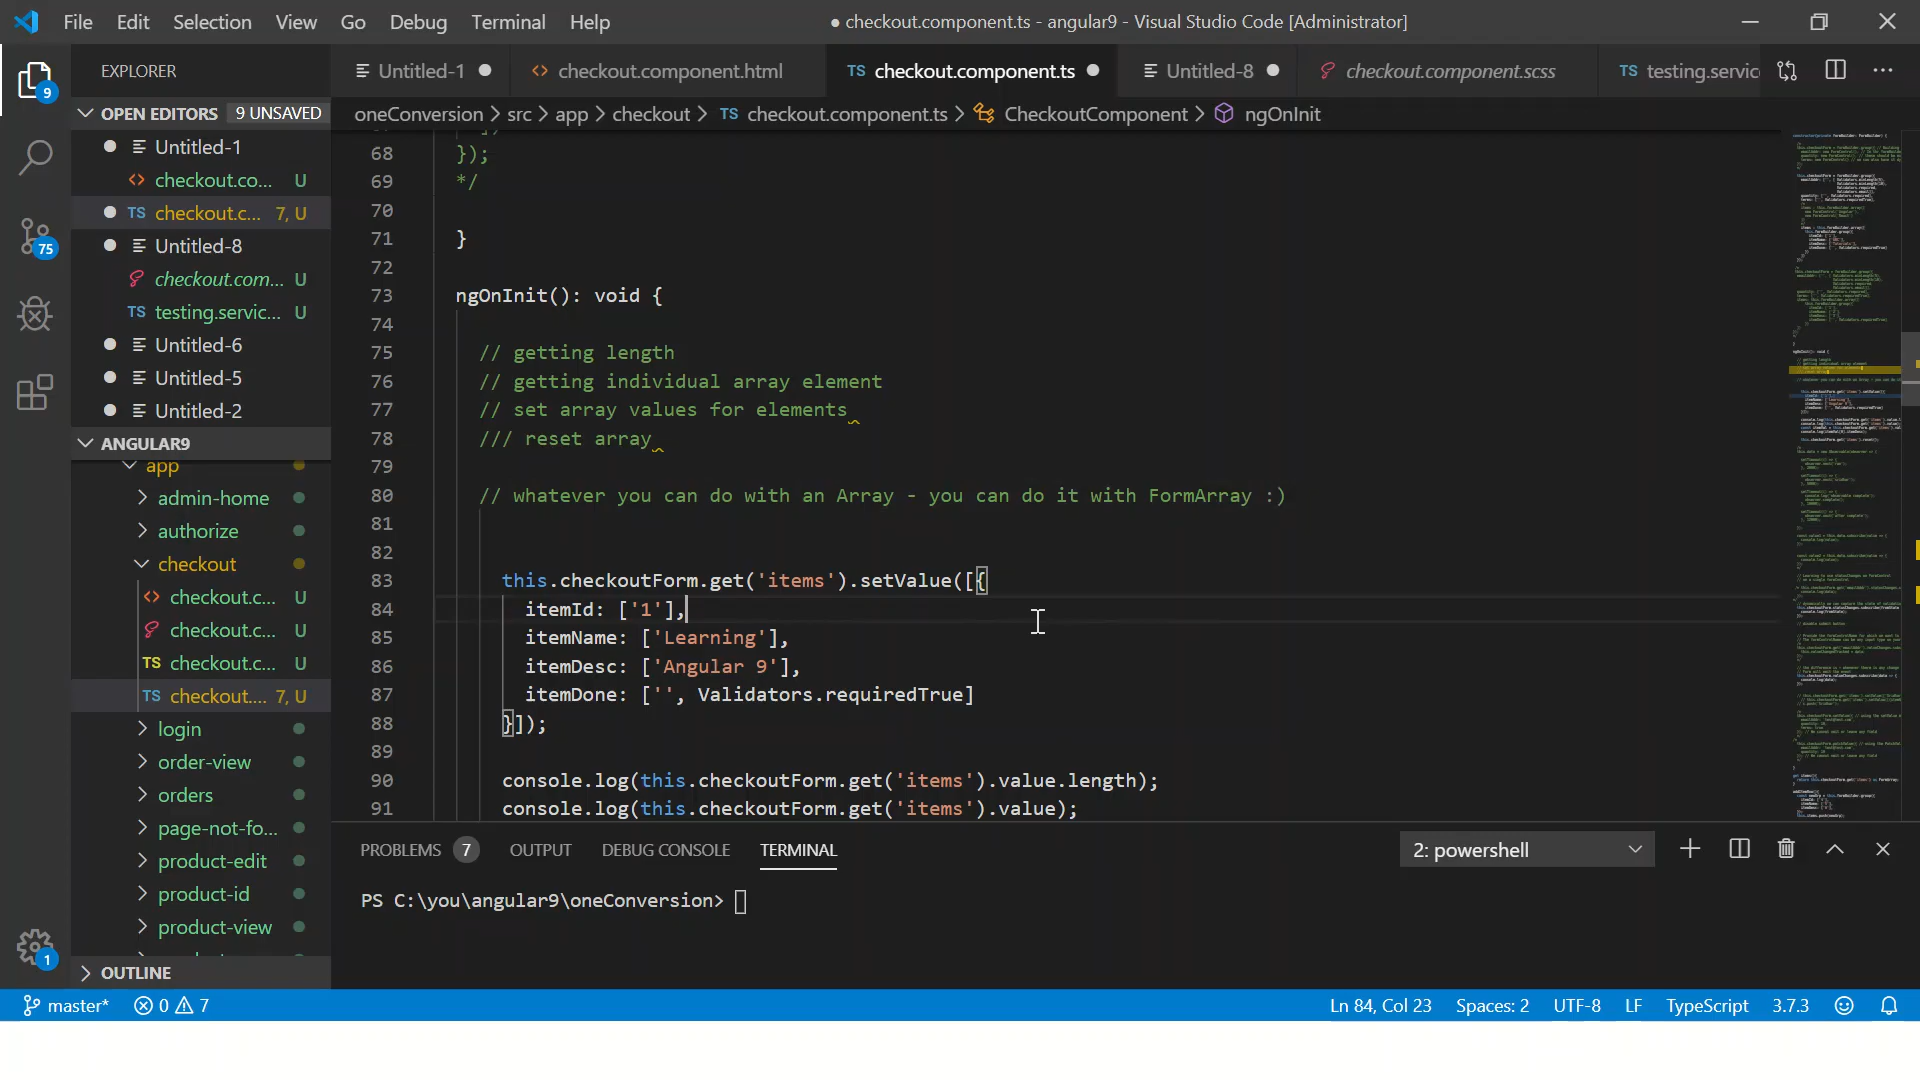 File Edit Selection View Go Debug Terminal Help
● checkout.component.ts - angular9 - Visual Studio Code [Administrator]
EXPLORER
Untitled-1
checkout.component.html
TS checkout.component.ts
Untitled-8
checkout.component.scss
TS testing.servic
oneConversion > src > app > checkout > TS checkout.component.ts > CheckoutComponent > ngOnInit
9
OPEN EDITORS 9 UNSAVED
Untitled-1
checkout.co... U
TS checkout.c... 7, U
Untitled-8
checkout.com... U
TS testing.servic... U
Untitled-6
Untitled-5
Untitled-2
75
ANGULAR9
app
admin-home
authorize
checkout
checkout.c... U
checkout.c... U
TS checkout.c... U
TS checkout.... 7, U
login
order-view
orders
page-not-fo...
product-edit
product-id
product-view
OUTLINE
1
68 });
69 */
70
71 }
72
73 ngOnInit(): void {
74
75 // getting length
76 // getting individual array element
77 // set array values for elements
78 /// reset array
79
80 // whatever you can do with an Array - you can do it with FormArray :)
81
82
83 this.checkoutForm.get('items').setValue([{
84 itemId: ['1'],
85 itemName: ['Learning'],
86 itemDesc: ['Angular 9'],
87 itemDone: ['', Validators.requiredTrue]
88 }]);
89
90 console.log(this.checkoutForm.get('items').value.length);
91 console.log(this.checkoutForm.get('items').value);
PROBLEMS 7 OUTPUT DEBUG CONSOLE TERMINAL
2: powershell
PS C:\you\angular9\oneConversion>
master* 0 7
Ln 84, Col 23 Spaces: 2 UTF-8 LF TypeScript 3.7.3